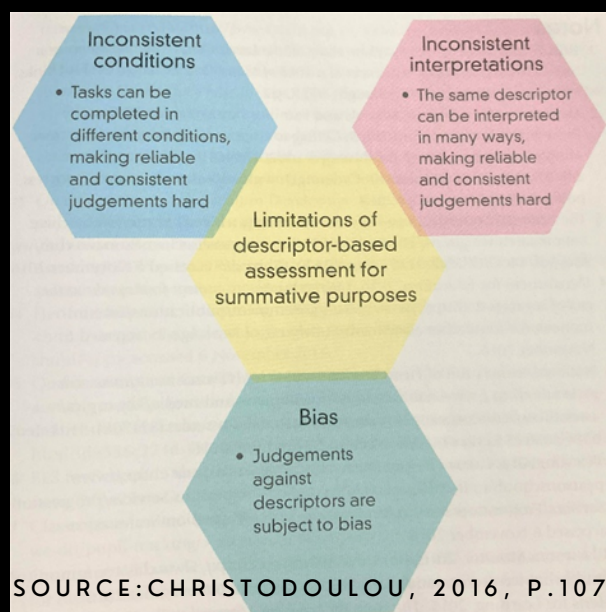 Inconsistent
conditions
• Tasks can be
completed in
different conditions,
making reliable
and consistent
judgements hard
Inconsistent
interpretations
• The same descriptor
can be interpreted
in many ways,
making reliable
and consistent
judgements hard
Limitations of
descriptor-based
assessment for
summative purposes
Bias
• Judgements
against
descriptors are
subject to bias
SOURCE:CHRISTODOULOU, 2016, P.107